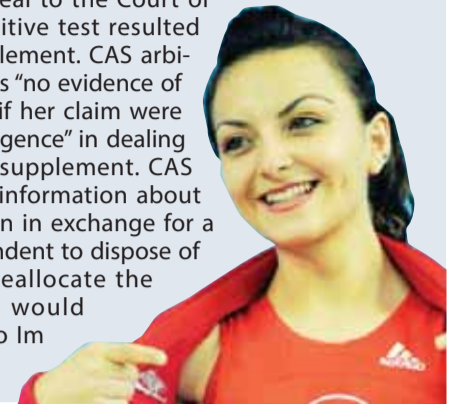 eal to the Court of
itive test resulted
lement. CAS arbi-
s “no evidence of
if her claim were
gence” in dealing
supplement. CAS
information about
n in exchange for a
ndent to dispose of
eallocate the
would
o Im
adidas